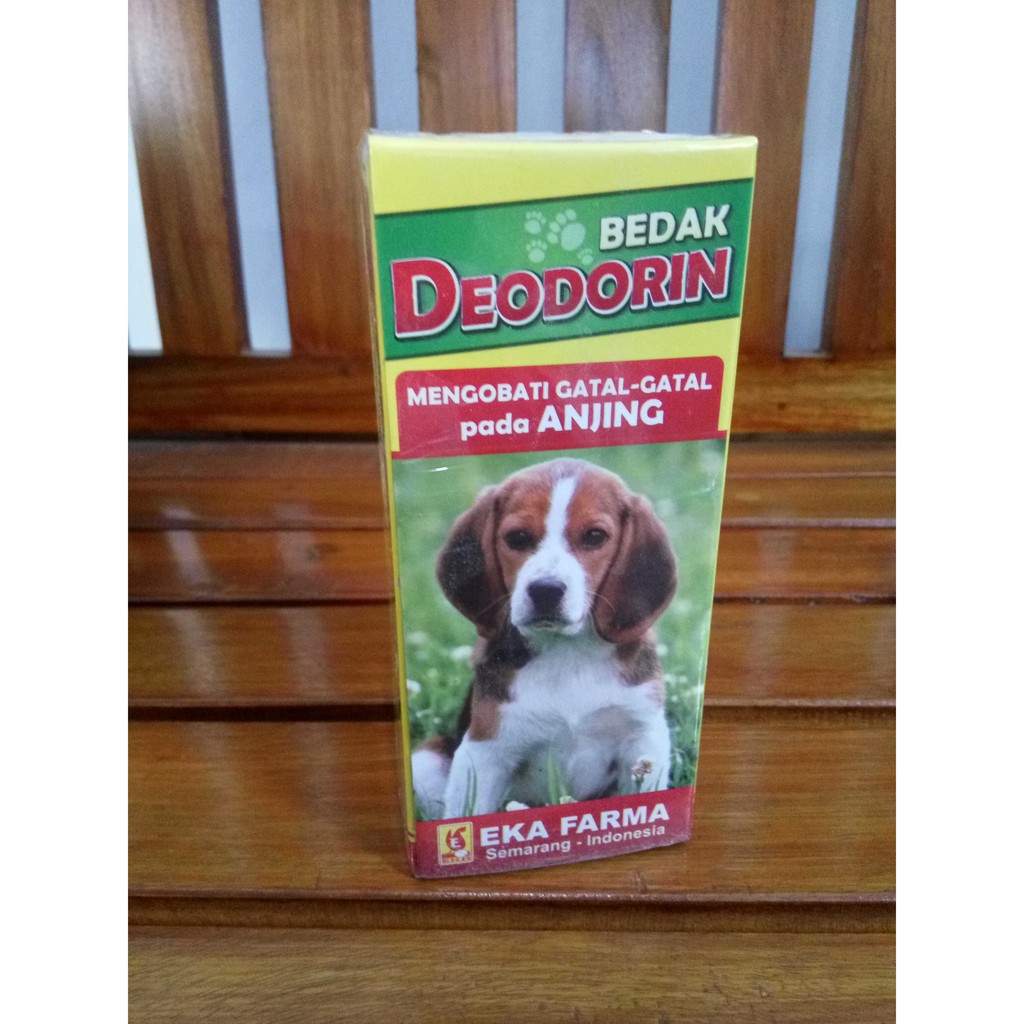 BEDAK
DEODORIN
MENGOBATI GATAL-GATAL
pada ANJING
EKA FARMA
Semarang - Indonesia